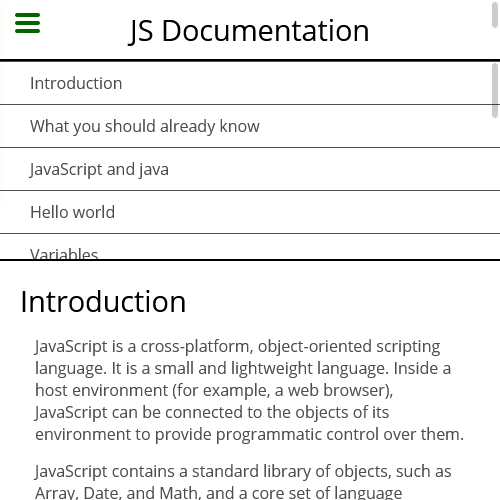 JS Documentation
Introduction
What you should already know
JavaScript and java
Hello world
Variables
Introduction
JavaScript is a cross-platform, object-oriented scripting
language. It is a small and lightweight language. Inside a
host environment (for example, a web browser),
JavaScript can be connected to the objects of its
environment to provide programmatic control over them.
JavaScript contains a standard library of objects, such as
Array, Date, and Math, and a core set of language